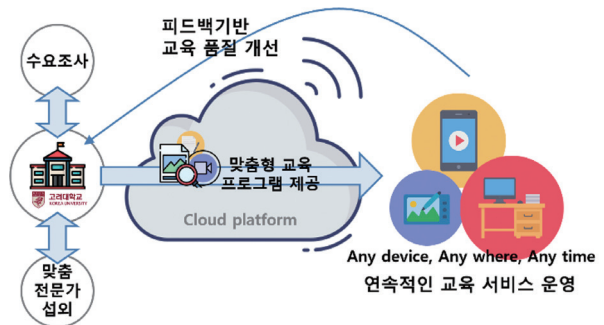 피드백기반
교육 품질 개선
수요조사
고려대학교
KOREA UNIVERSITY
맞춤형 교육
프로그램 제공
Cloud platform
맞춤
전문가
섭외
Any device, Any where, Any time
연속적인 교육 서비스 운영